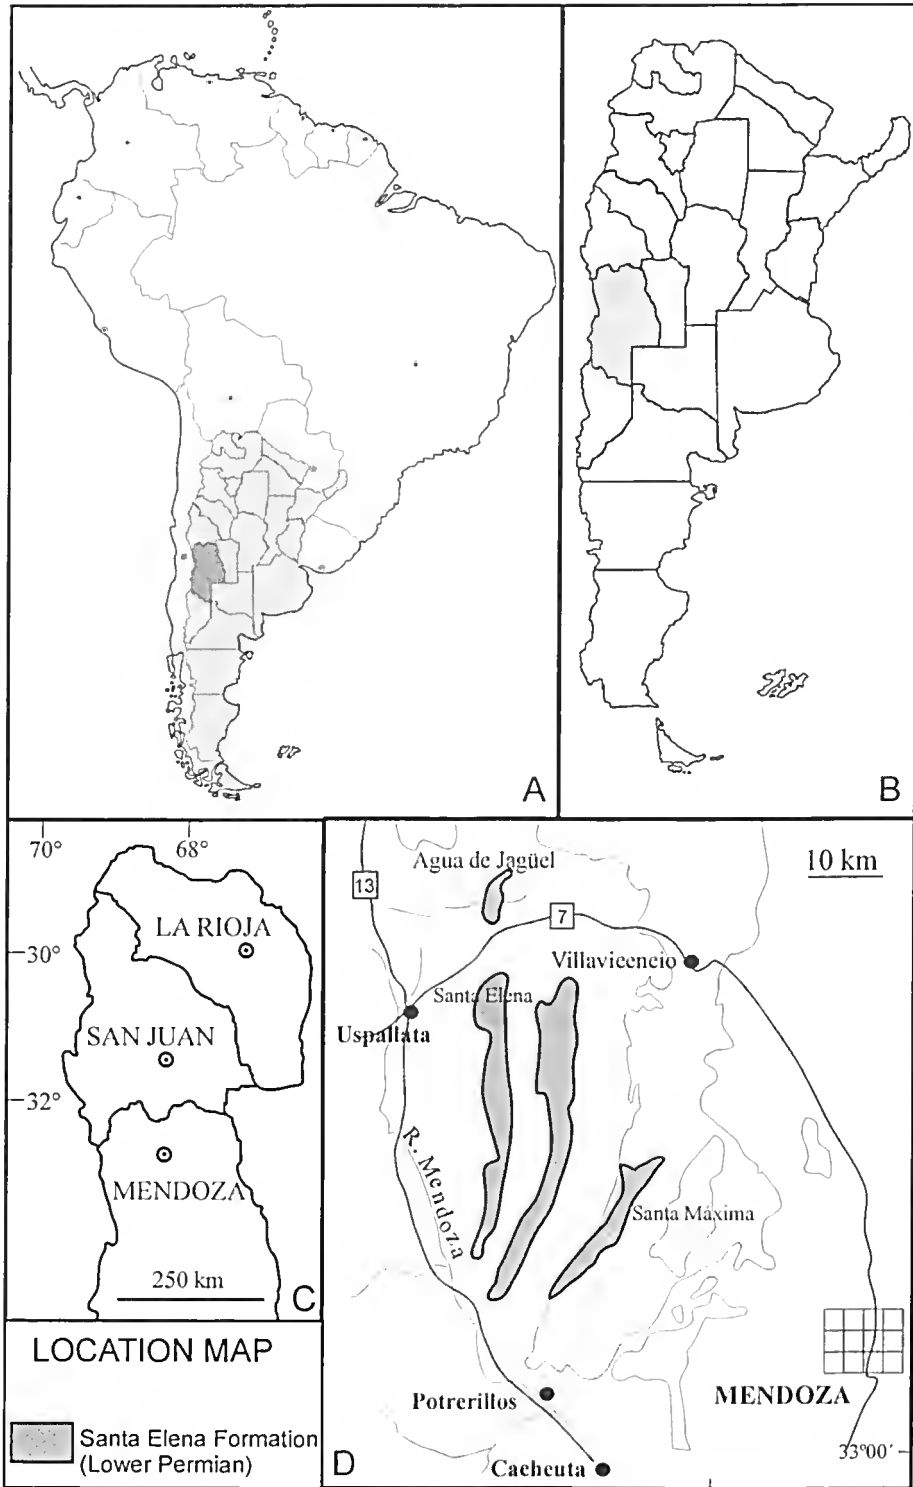 A
B
70°
68°
LA RIOJA
30°
SAN JUAN
32°
MENDOZA
250 km
C
LOCATION MAP
Santa Elena Formation
(Lower Permian)
Agua de Jagüel
10 km
13
7
Villavicencio
Santa Elena
Uspallata
R. Mendoza
Santa Máxima
Potrerillos
MENDOZA
33°00´
D
Cacheuta